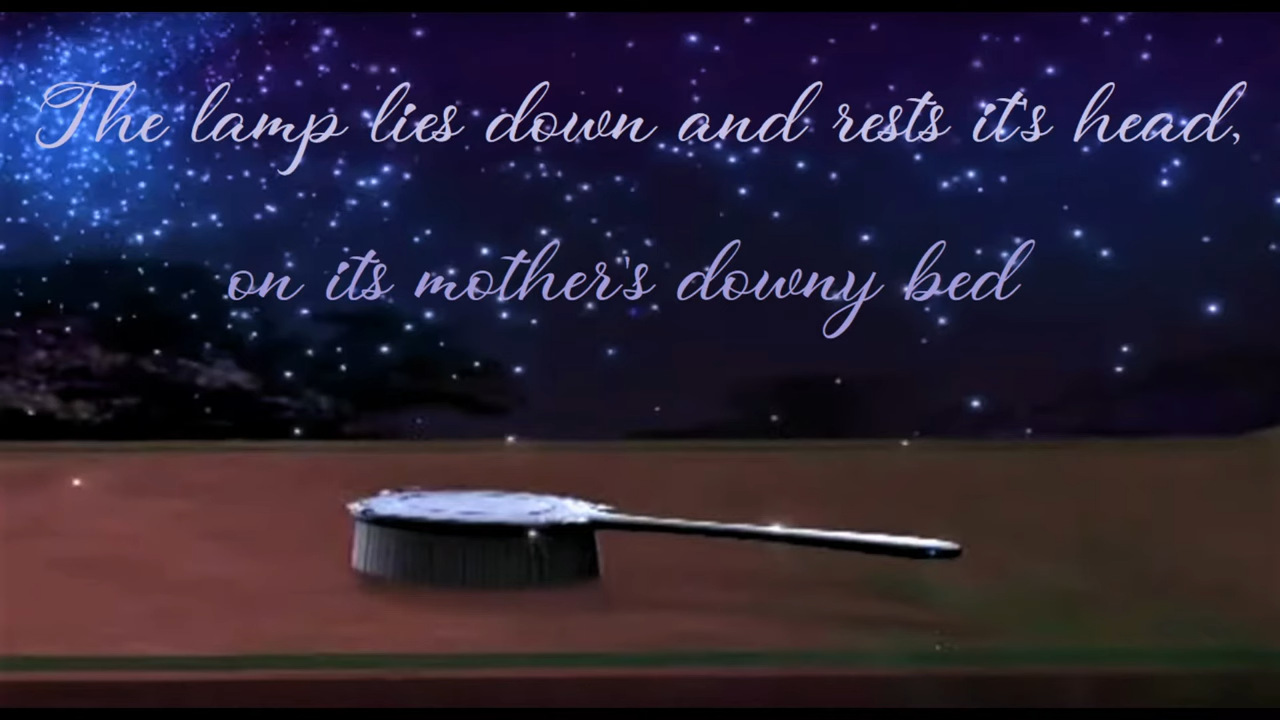 The lamp lies down and rests it's head,
on its mother's downy bed